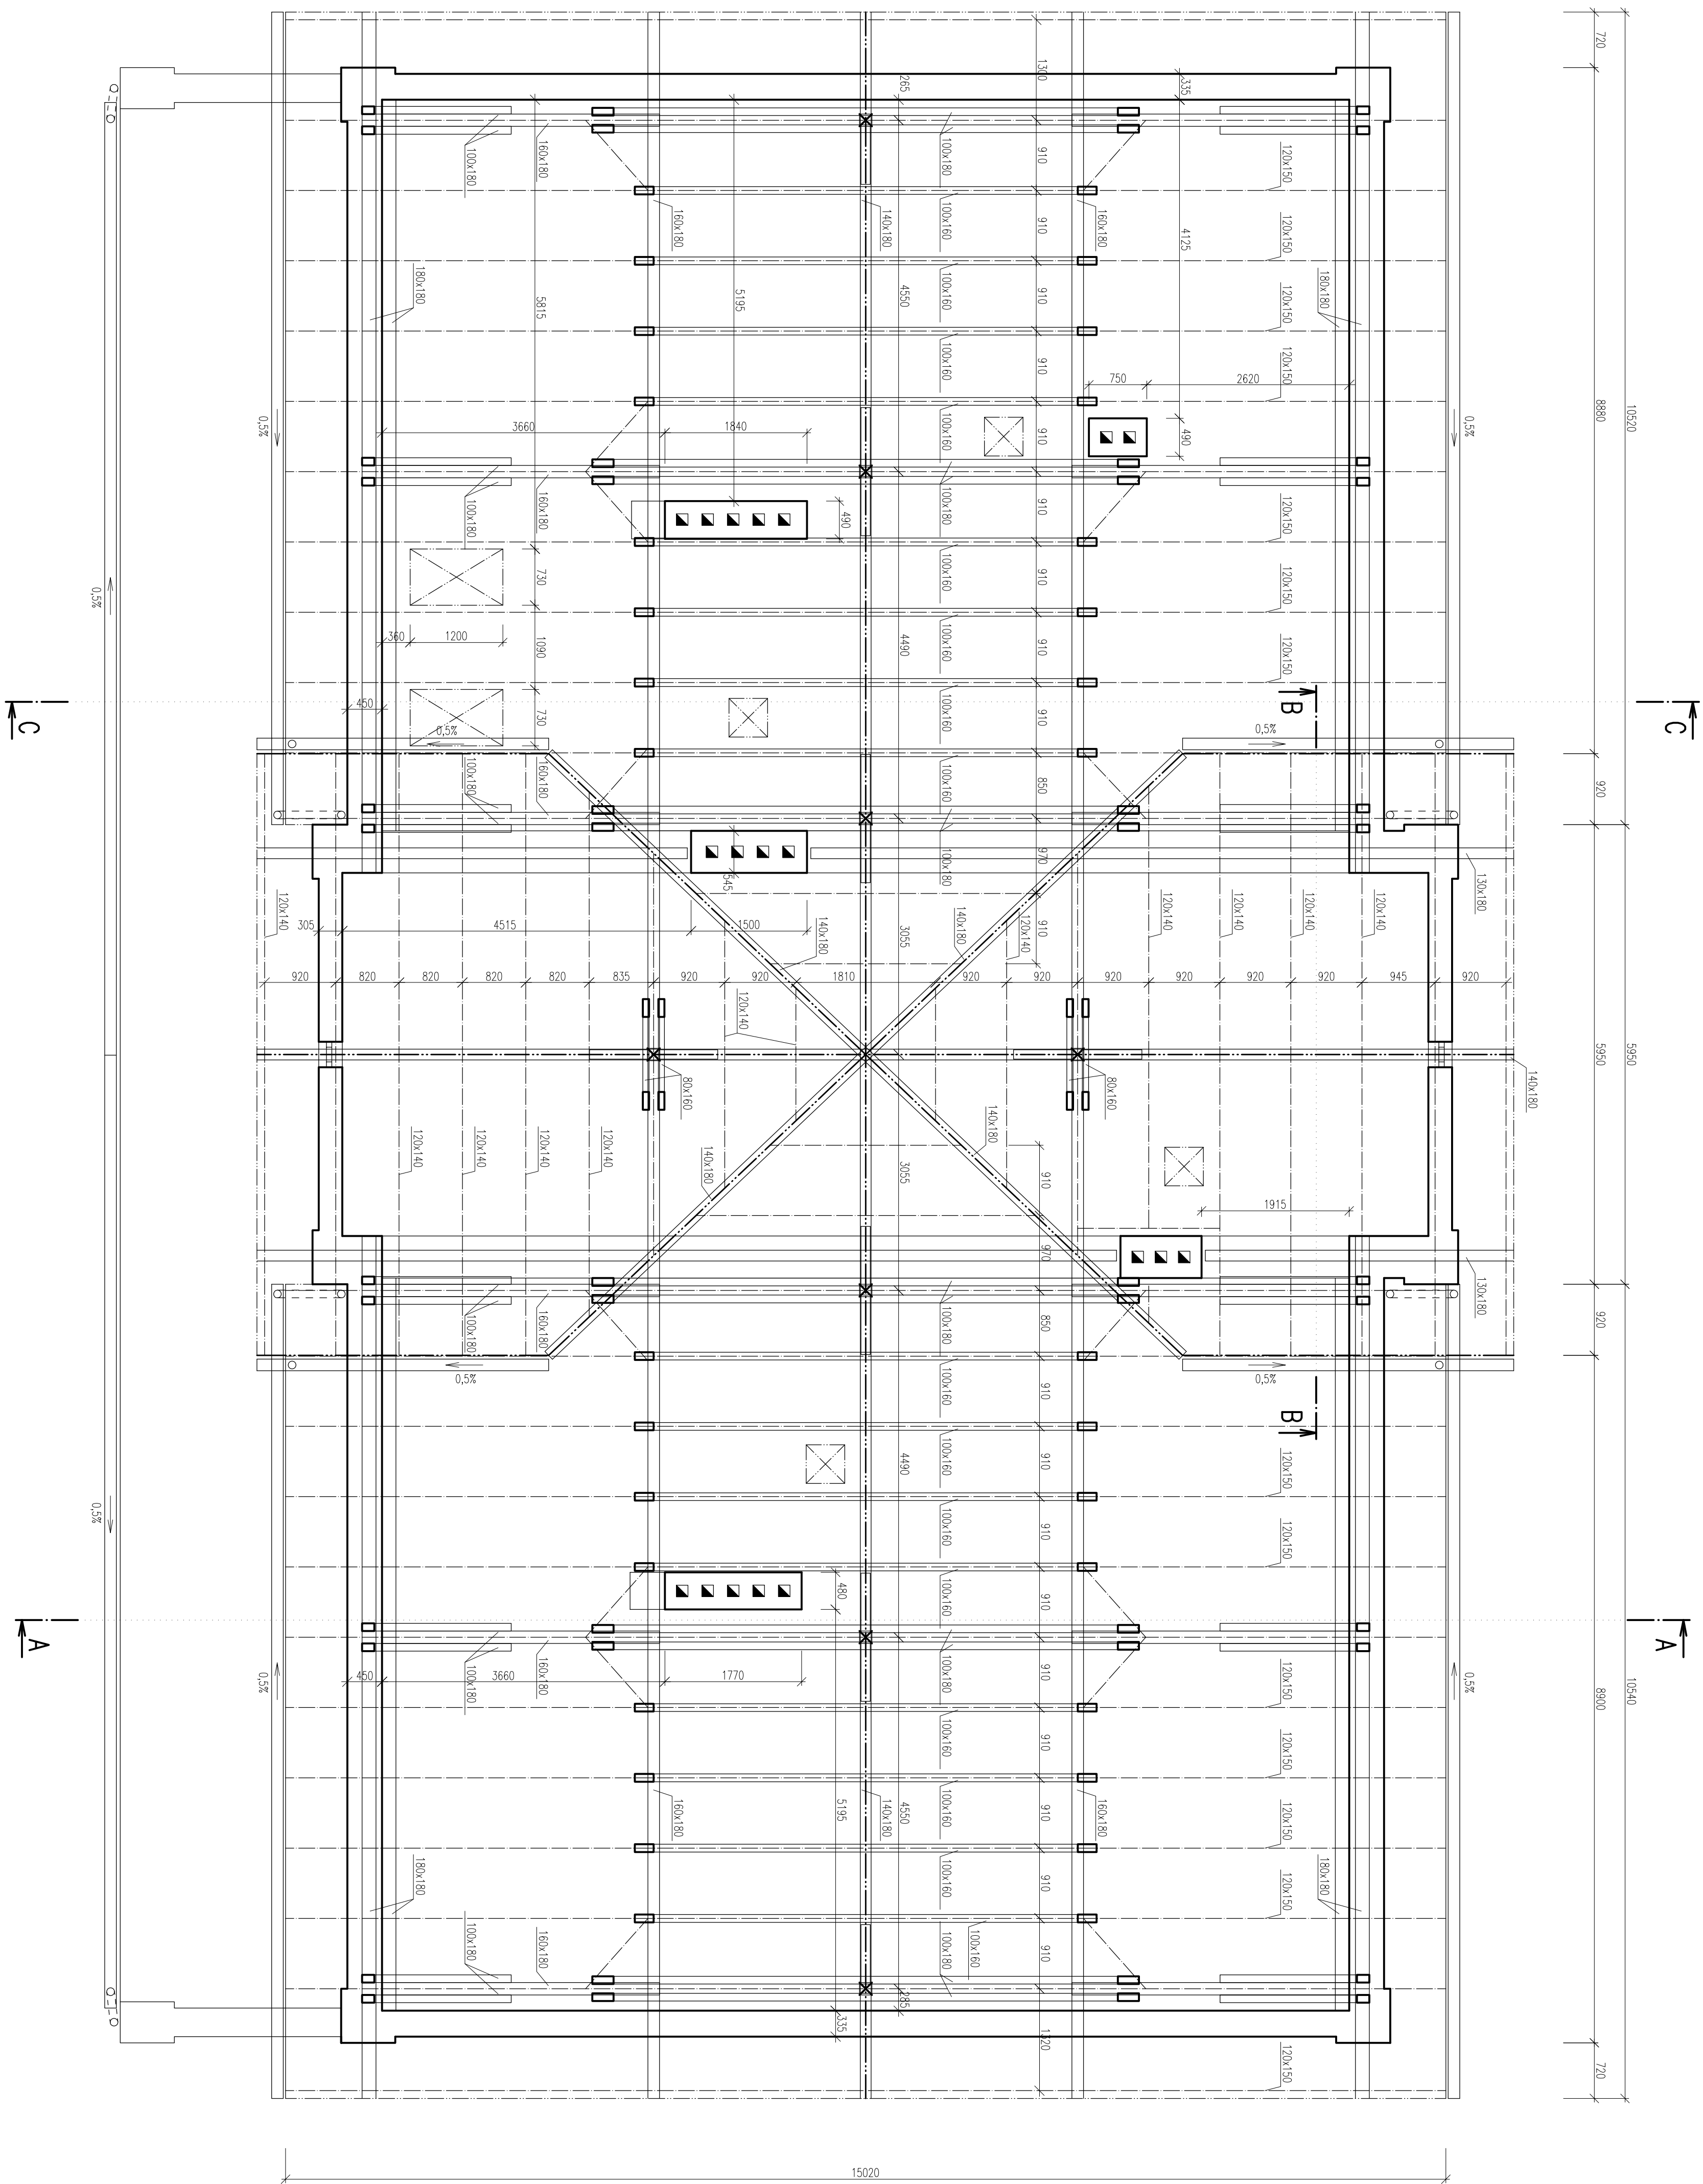 720
8880
10520
920
5950
5950
920
8900
10540
720
15020
1300
265
335
910
910
910
910
910
910
910
910
910
850
970
910
910
970
850
910
910
910
910
910
910
910
910
910
1320
285
335
4550
4490
3055
3055
4490
4550
5195
5815
4125
5195
730
1090
730
360
1200
450
3660
1840
490
750
2620
490
545
305
4515
1500
1915
480
450
3660
1770
920
820
820
820
820
835
920
920
1810
920
920
920
920
920
920
945
920
100x180
160x180
100x180
120x150
160x180
140x180
100x160
160x180
120x150
180x180
100x160
120x150
180x180
100x160
120x150
100x160
100x180
160x180
100x180
120x150
100x160
120x150
100x160
120x150
100x160
100x180
160x180
100x160
100x180
130x180
120x140
140x180
140x180
120x140
120x140
120x140
120x140
120x140
120x140
80x160
80x160
140x180
120x140
120x140
120x140
120x140
140x180
140x180
130x180
100x180
160x180
100x180
100x160
100x160
120x150
100x160
120x150
100x160
100x180
160x180
100x180
120x150
100x160
120x150
160x180
140x180
100x160
160x180
120x150
180x180
100x160
120x150
180x180
100x180
160x180
100x180
100x160
120x150
0,5%
0,5%
0,5%
0,5%
0,5%
0,5%
0,5%
0,5%
0,5%
0,5%
C
C
B
B
A
A